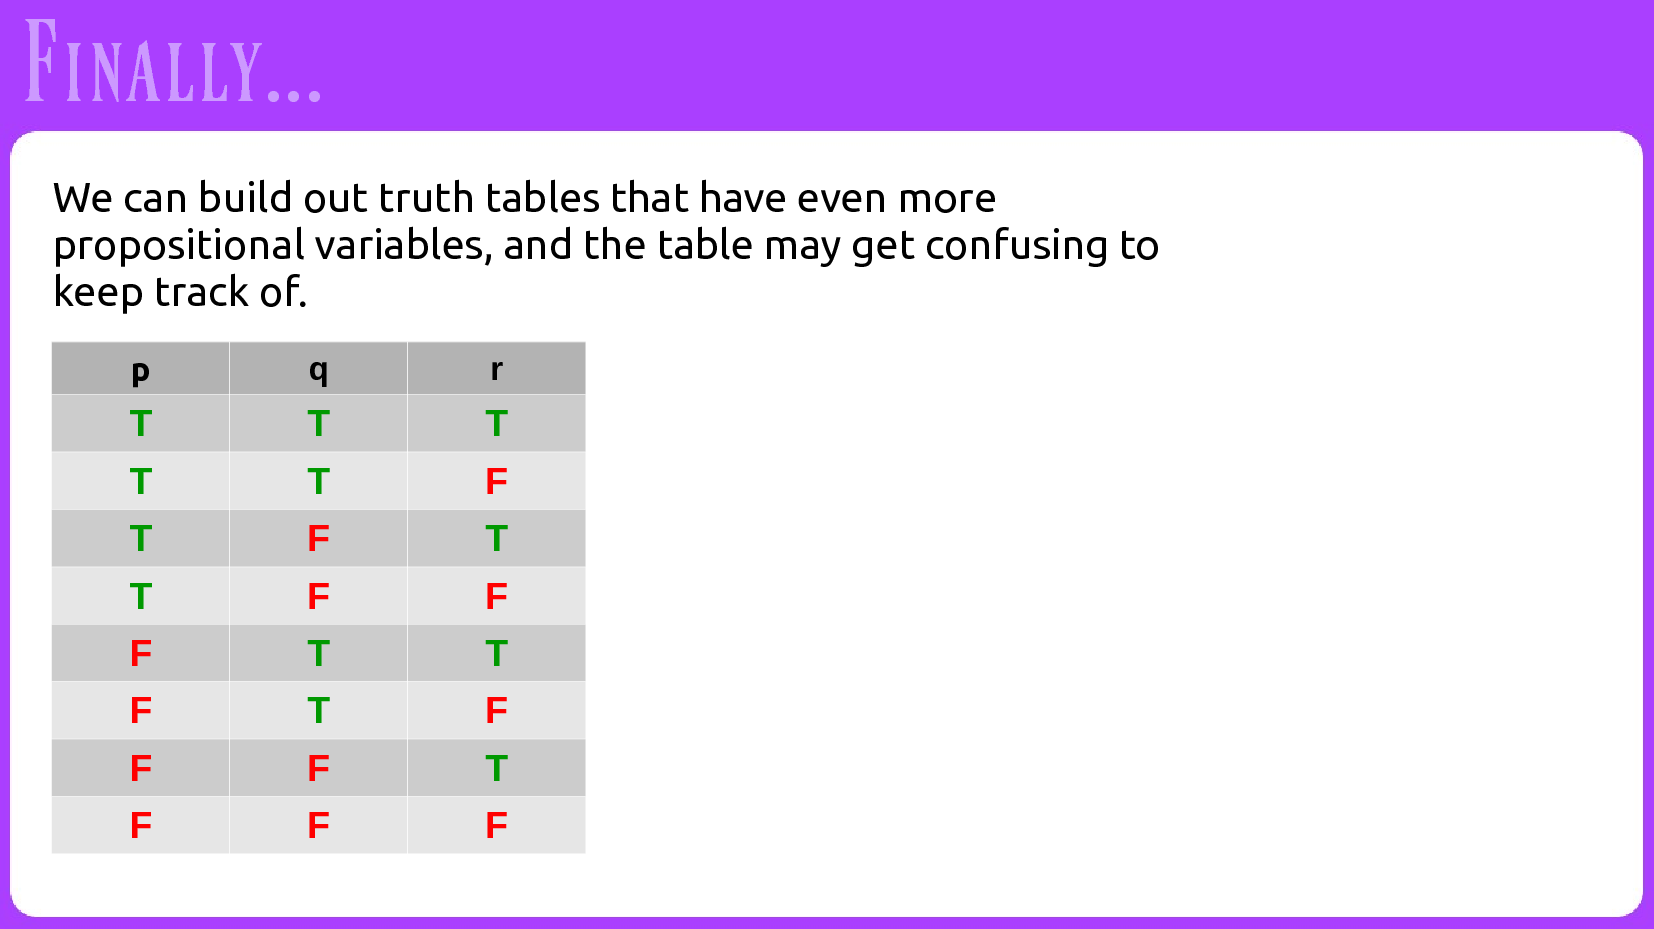 Finally...
We can build out truth tables that have even more
propositional variables, and the table may get confusing to
keep track of.
p q r
T T T
T T F
T F T
T F F
F T T
F T F
F F T
F F F